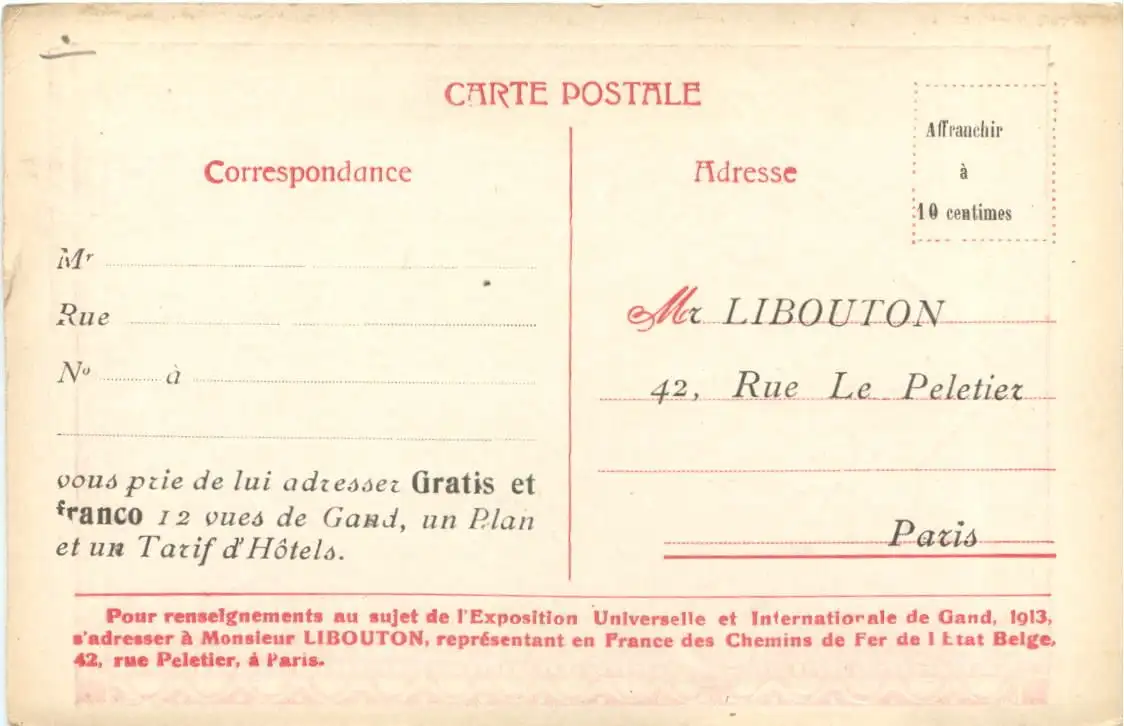 CARTE POSTALE
Correspondance
Mr
Rue
No à
vous prie de lui adresser Gratis et
franco 12 vues de Gand, un Plan
et un Tarif d'Hôtels.
Adresse
Affranchir
à
10 centimes
Mr LIBOUTON
42, Rue Le Peletier
Paris
Pour renseignements au sujet de l'Exposition Universelle et Internationale de Gand, 1913,
s'adresser à Monsieur LIBOUTON, représentant en France des Chemins de Fer de l Etat Belge,
42, rue Peletier, à Paris.